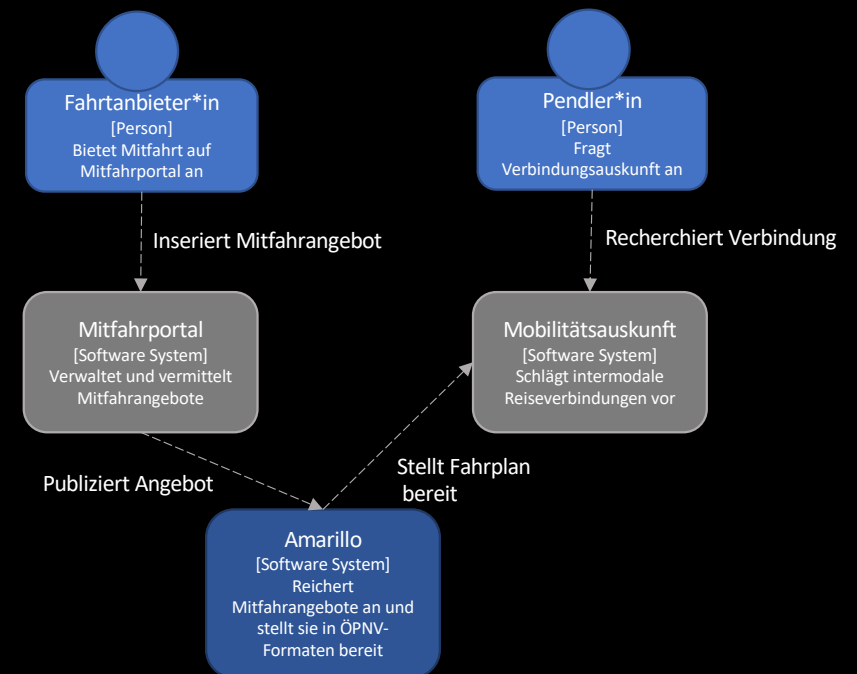 Fahrtanbieter*in
[Person]
Bietet Mitfahrt auf
Mitfahrportal an
Pendler*in
[Person]
Fragt
Verbindungsauskunft an
Inseriert Mitfahrangebot
Recherchiert Verbindung
Mitfahrportal
[Software System]
Verwaltet und vermittelt
Mitfahrangebote
Mobilitätsauskunft
[Software System]
Schlägt intermodale
Reiseverbindungen vor
Publiziert Angebot
Stellt Fahrplan
bereit
Amarillo
[Software System]
Reichert
Mitfahrangebote an und
stellt sie in ÖPNV-
Formaten bereit